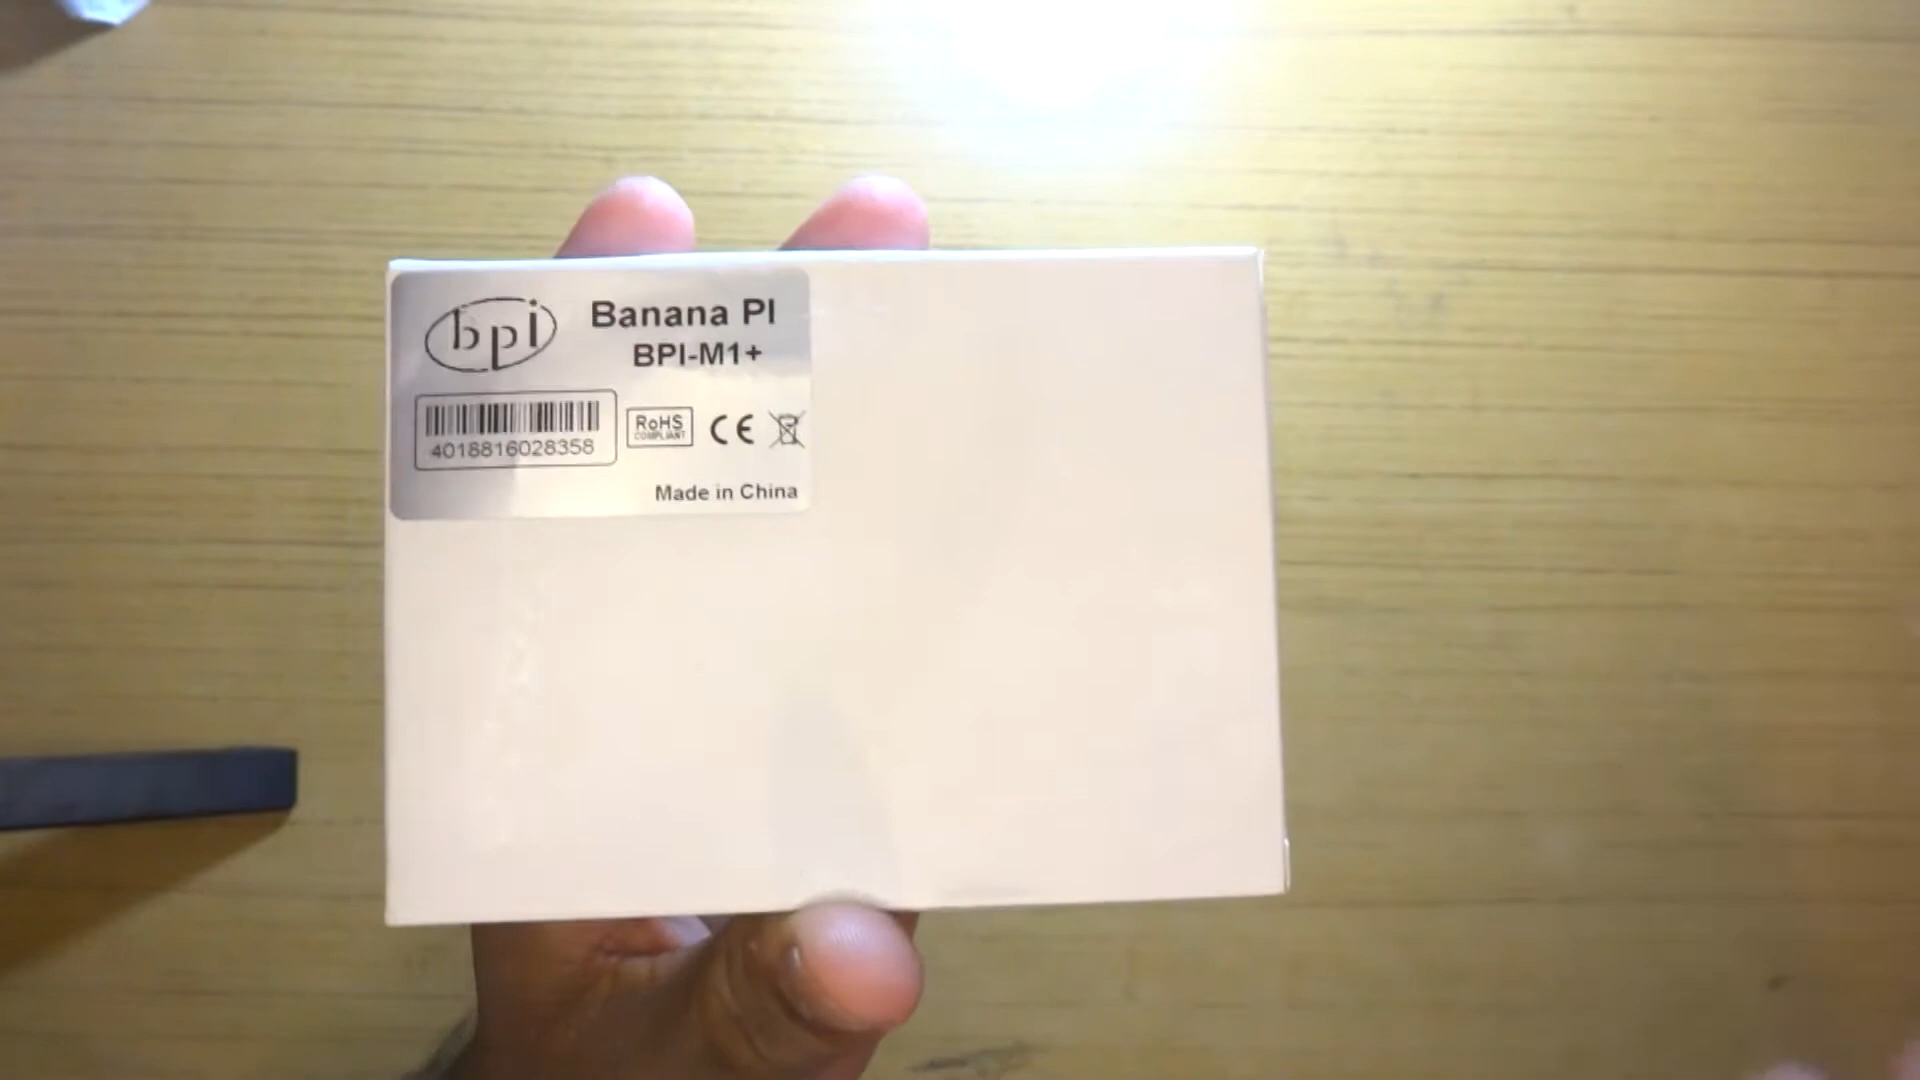 bpi
Banana PI
BPI-M1+
4018816028358
RoHS
COMPLIANT
CE
Made in China